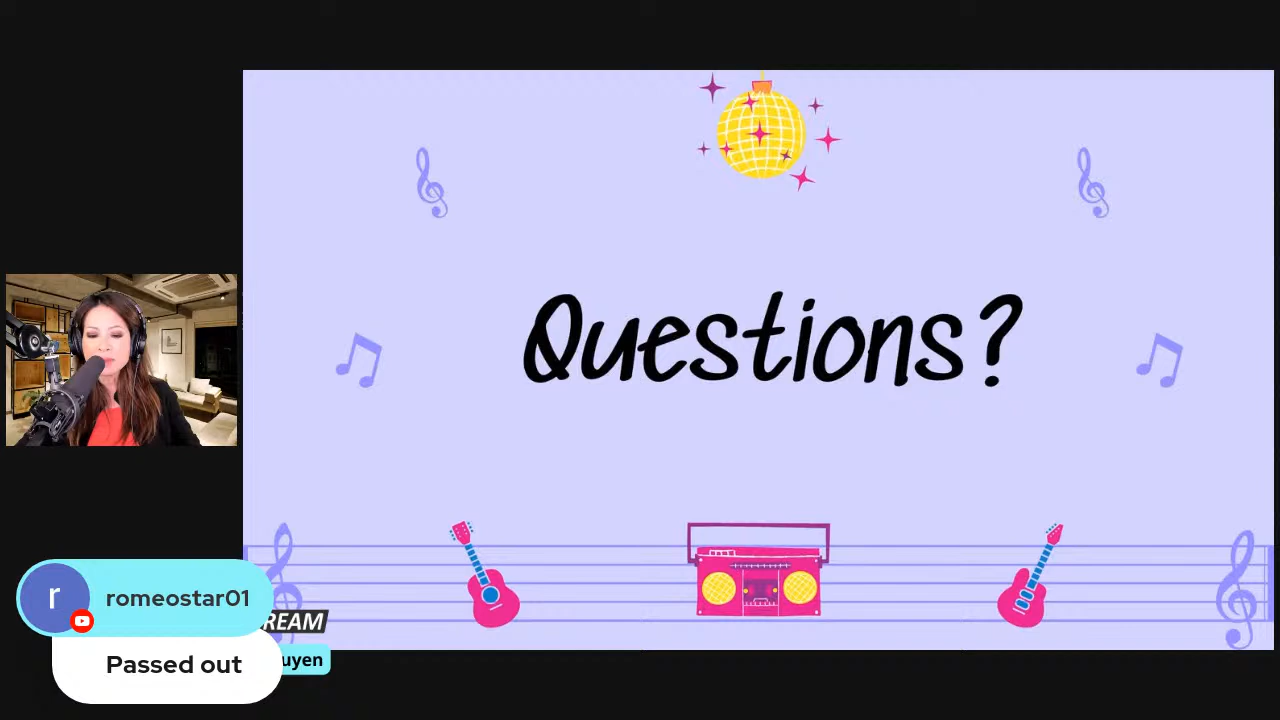 Questions?
r
romeostar01
REAM
Passed out
uyen